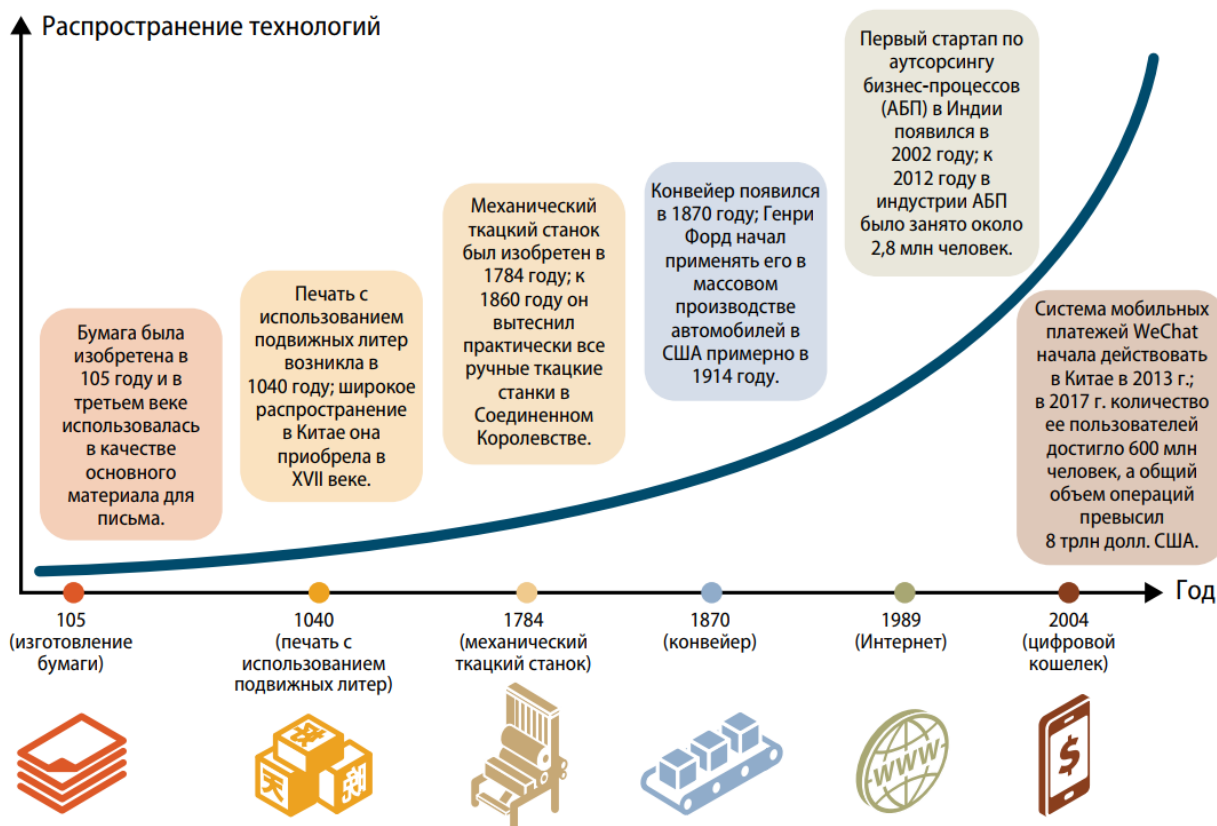 Распространение технологий
Бумага была
изобретена в
105 году и в
третьем веке
использовалась
в качестве
основного
материала для
письма.
Печать с
использованием
подвижных литер
возникла в
1040 году; широкое
распространение
в Китае она
приобрела в
XVII веке.
Механический
ткацкий станок
был изобретен в
1784 году; к
1860 году он
вытеснил
практически все
ручные ткацкие
станки в
Соединенном
Королевстве.
Конвейер появился
в 1870 году; Генри
Форд начал
применять его в
массовом
производстве
автомобилей в
США примерно в
1914 году.
Первый стартап по
аутсорсингу
бизнес-процессов
(АБП) в Индии
появился в
2002 году; к
2012 году в
индустрии АБП
было занято около
2,8 млн человек.
Система мобильных
платежей WeChat
начала действовать
в Китае в 2013 г.;
в 2017 г. количество
ее пользователей
достигло 600 млн
человек, а общий
объем операций
превысил
8 трлн долл. США.
Год
105
(изготовление
бумаги)
1040
(печать с
использованием
подвижных литер)
1784
(механический
ткацкий станок)
1870
(конвейер)
1989
(Интернет)
2004
(цифровой
кошелек)
天
WWW
$